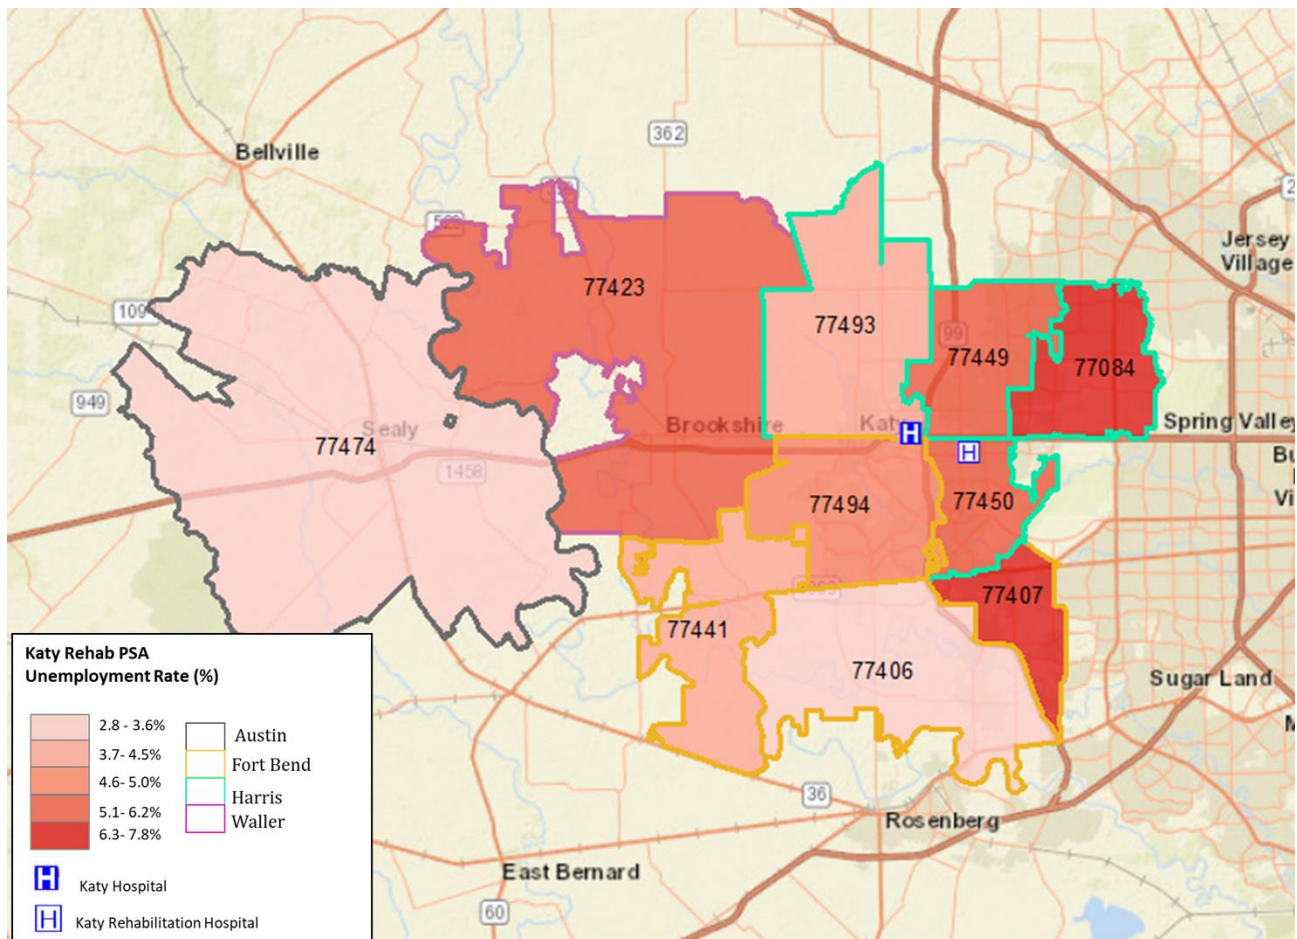 362
Bellville
529
Jersey
Village
77423
109
77493
99
77449
77084
949
Spring Valley
Brookshire
Katy
Sealy
77474
H
H
1458
77494
77450
77407
77441
77406
Sugar Land
36
Rosenberg
East Bernard
60
Katy Rehab PSA
Unemployment Rate (%)
2.8 - 3.6%
3.7- 4.5%
4.6- 5.0%
5.1- 6.2%
6.3- 7.8%
Austin
Fort Bend
Harris
Waller
H
Katy Hospital
H
Katy Rehabilitation Hospital